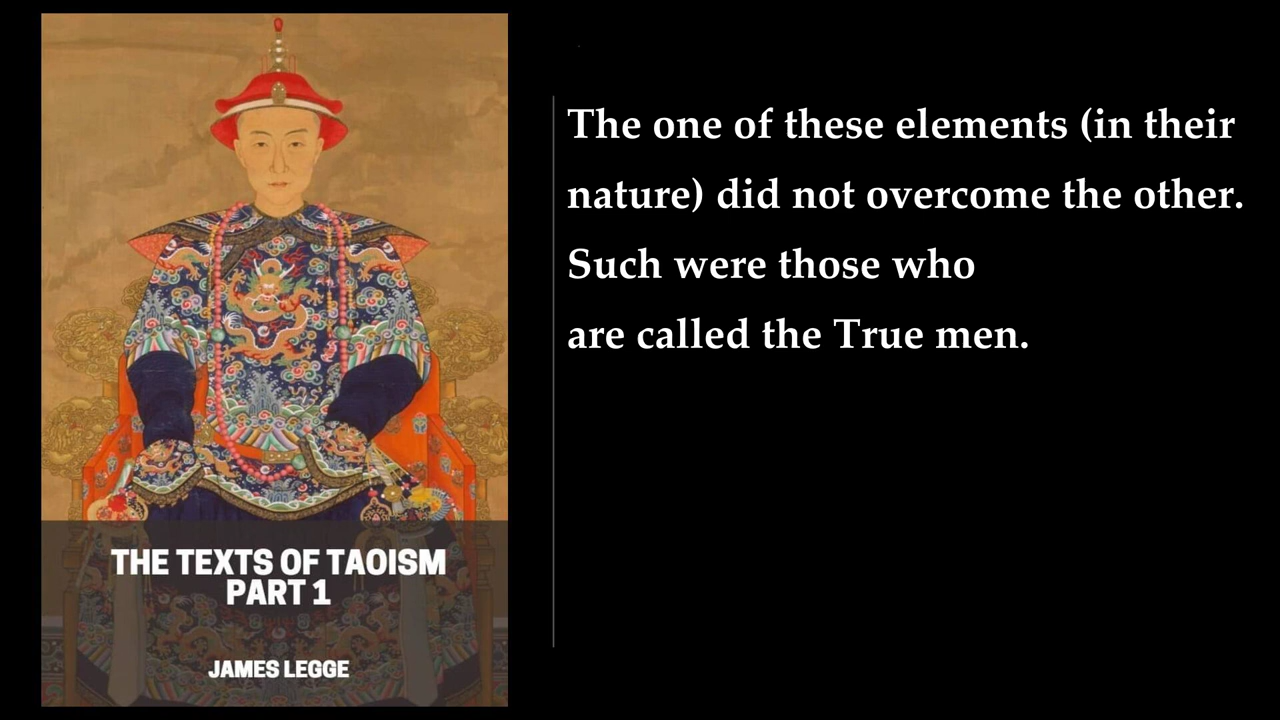 The one of these elements (in their
nature) did not overcome the other.
Such were those who
are called the True men.
THE TEXTS OF TAOISM
PART 1
JAMES LEGGE